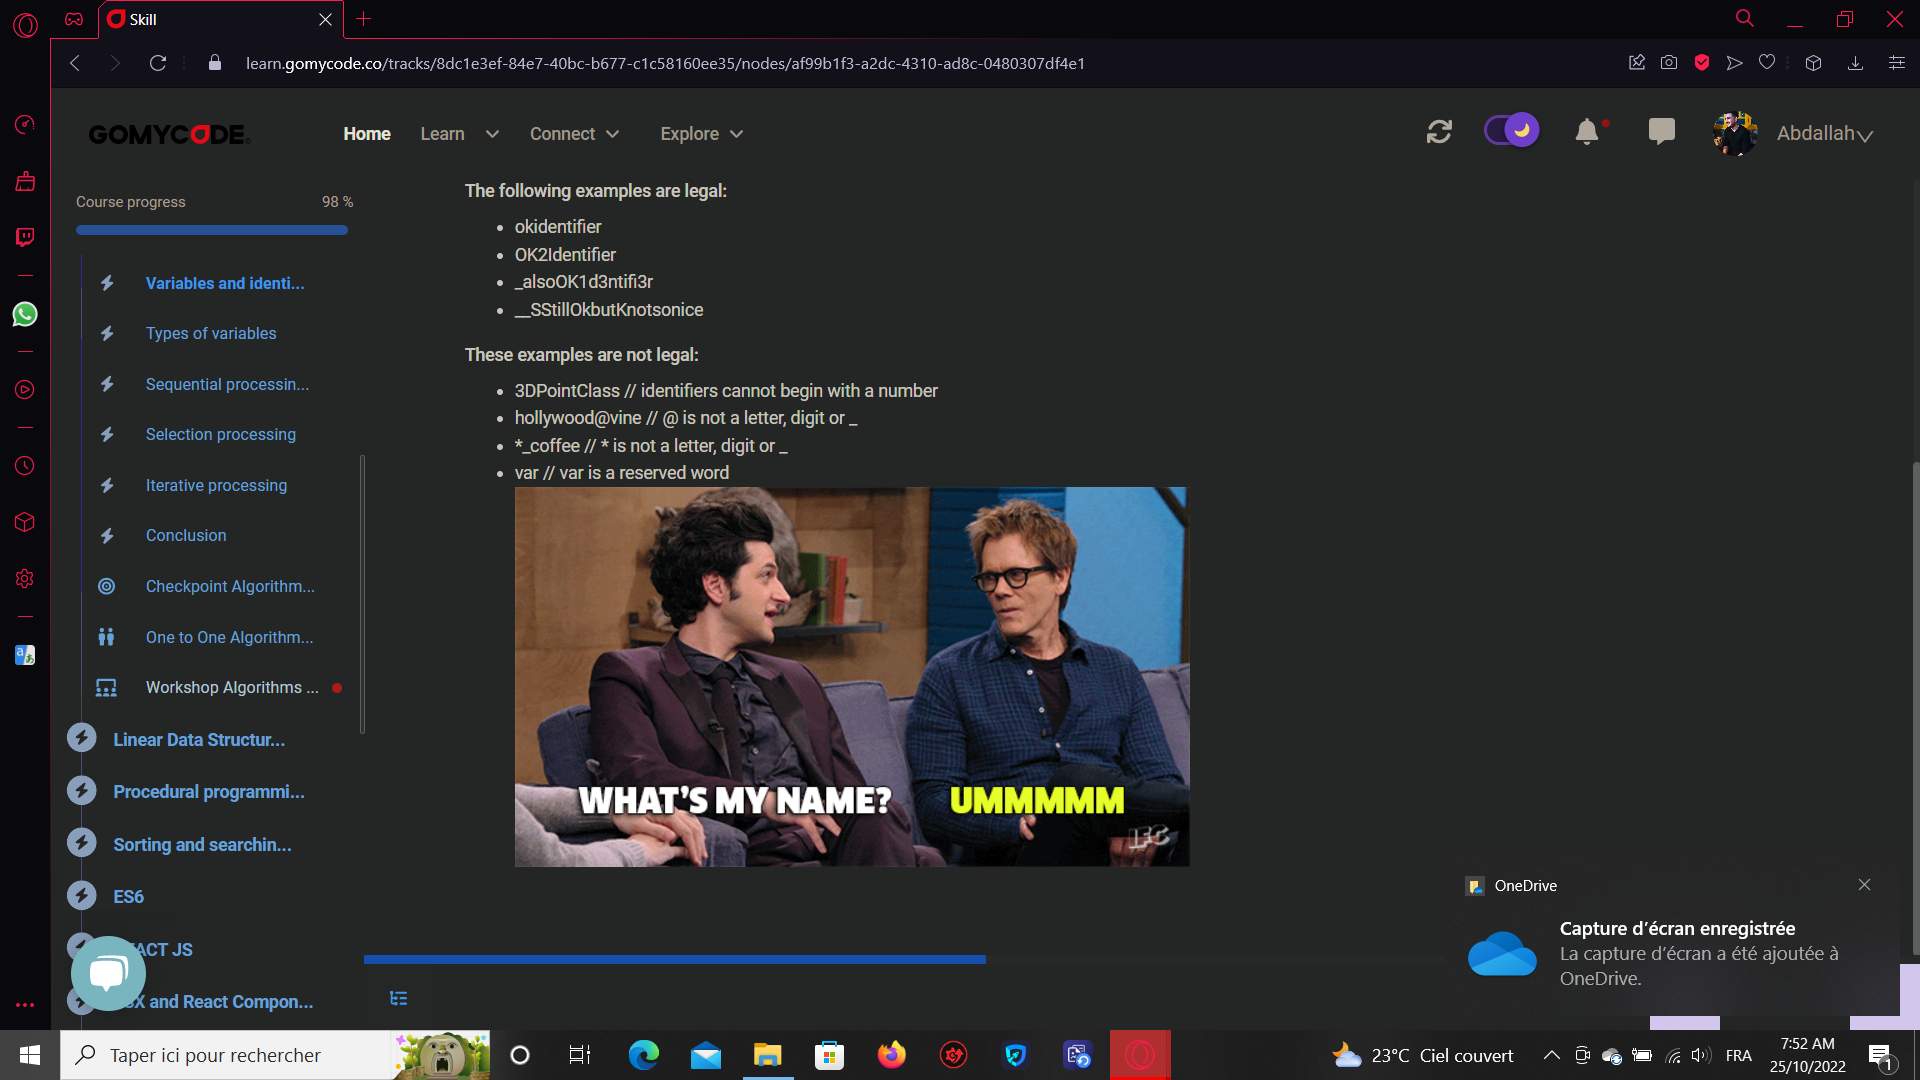 Skill
learn.gomycode.co/tracks/8dc1e3ef-84e7-40bc-b677-c1c58160ee35/nodes/af99b1f3-a2dc-4310-ad8c-0480307df4e1
GOMYCODE
Home
Learn
Connect
Explore
Abdallah
Course progress
98 %
Variables and identi...
Types of variables
Sequential processin...
Selection processing
Iterative processing
Conclusion
Checkpoint Algorithm...
One to One Algorithm...
Workshop Algorithms ...
Linear Data Structur...
Procedural programmi...
Sorting and searchin...
ES6
ACT JS
X and React Compon...
The following examples are legal:
okidentifier
OK2Identifier
_alsoOK1d3ntifi3r
__SStillOkbutKnotsonice
These examples are not legal:
3DPointClass // identifiers cannot begin with a number
hollywood@vine // @ is not a letter, digit or _
*_coffee // * is not a letter, digit or _
var // var is a reserved word
WHAT'S MY NAME?
UMMMMM
IFC
OneDrive
Capture d'écran enregistrée
La capture d'écran a été ajoutée à
OneDrive.
Taper ici pour rechercher
23°C Ciel couvert
FRA
7:52 AM
25/10/2022
1